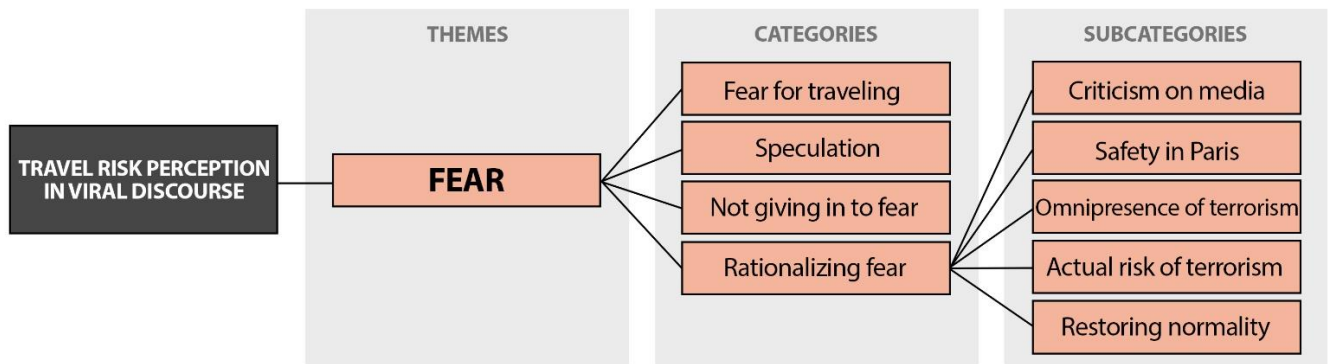 THEMES
CATEGORIES
SUBCATEGORIES
TRAVEL RISK PERCEPTION
IN VIRAL DISCOURSE
FEAR
Fear for traveling
Speculation
Not giving in to fear
Rationalizing fear
Criticism on media
Safety in Paris
Omnipresence of terrorism
Actual risk of terrorism
Restoring normality